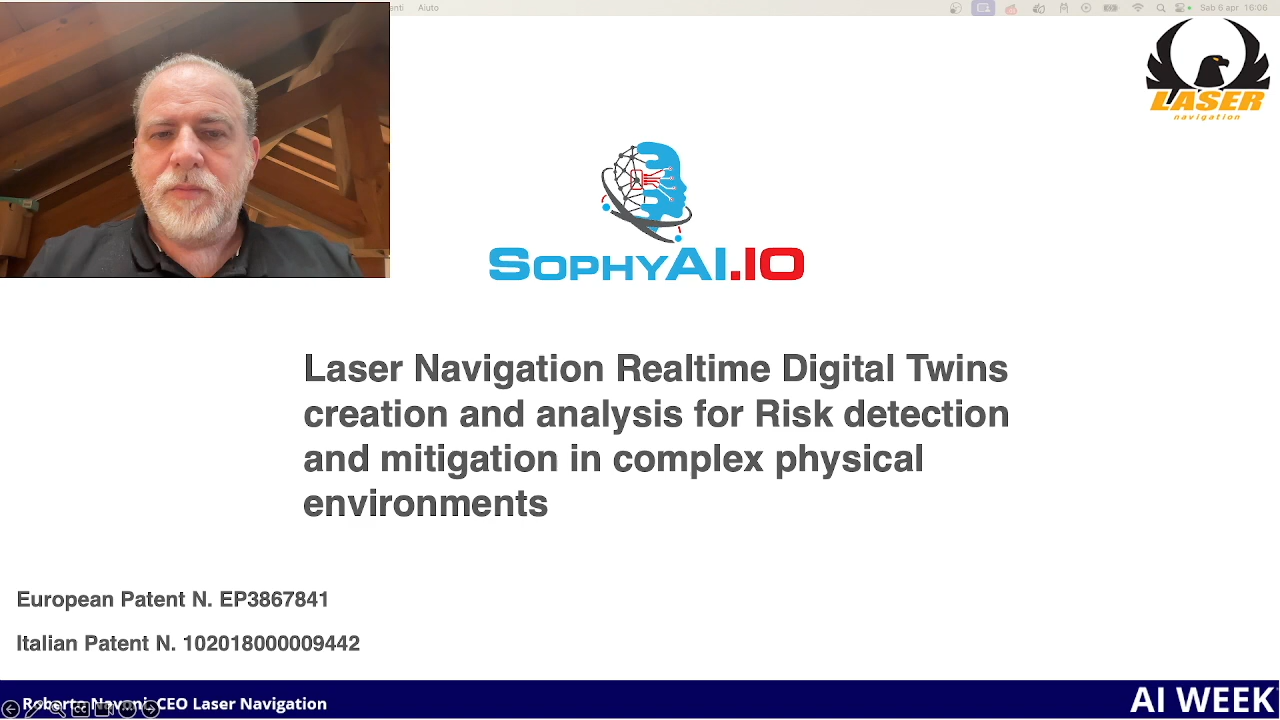 Aiuto
Sab 6 apr 16:06
LASER
navigation
SOPHYAI.IO
Laser Navigation Realtime Digital Twins
creation and analysis for Risk detection
and mitigation in complex physical
environments
European Patent N. EP3867841
Italian Patent N. 102018000009442
CEO Laser Navigation
AI WEEK